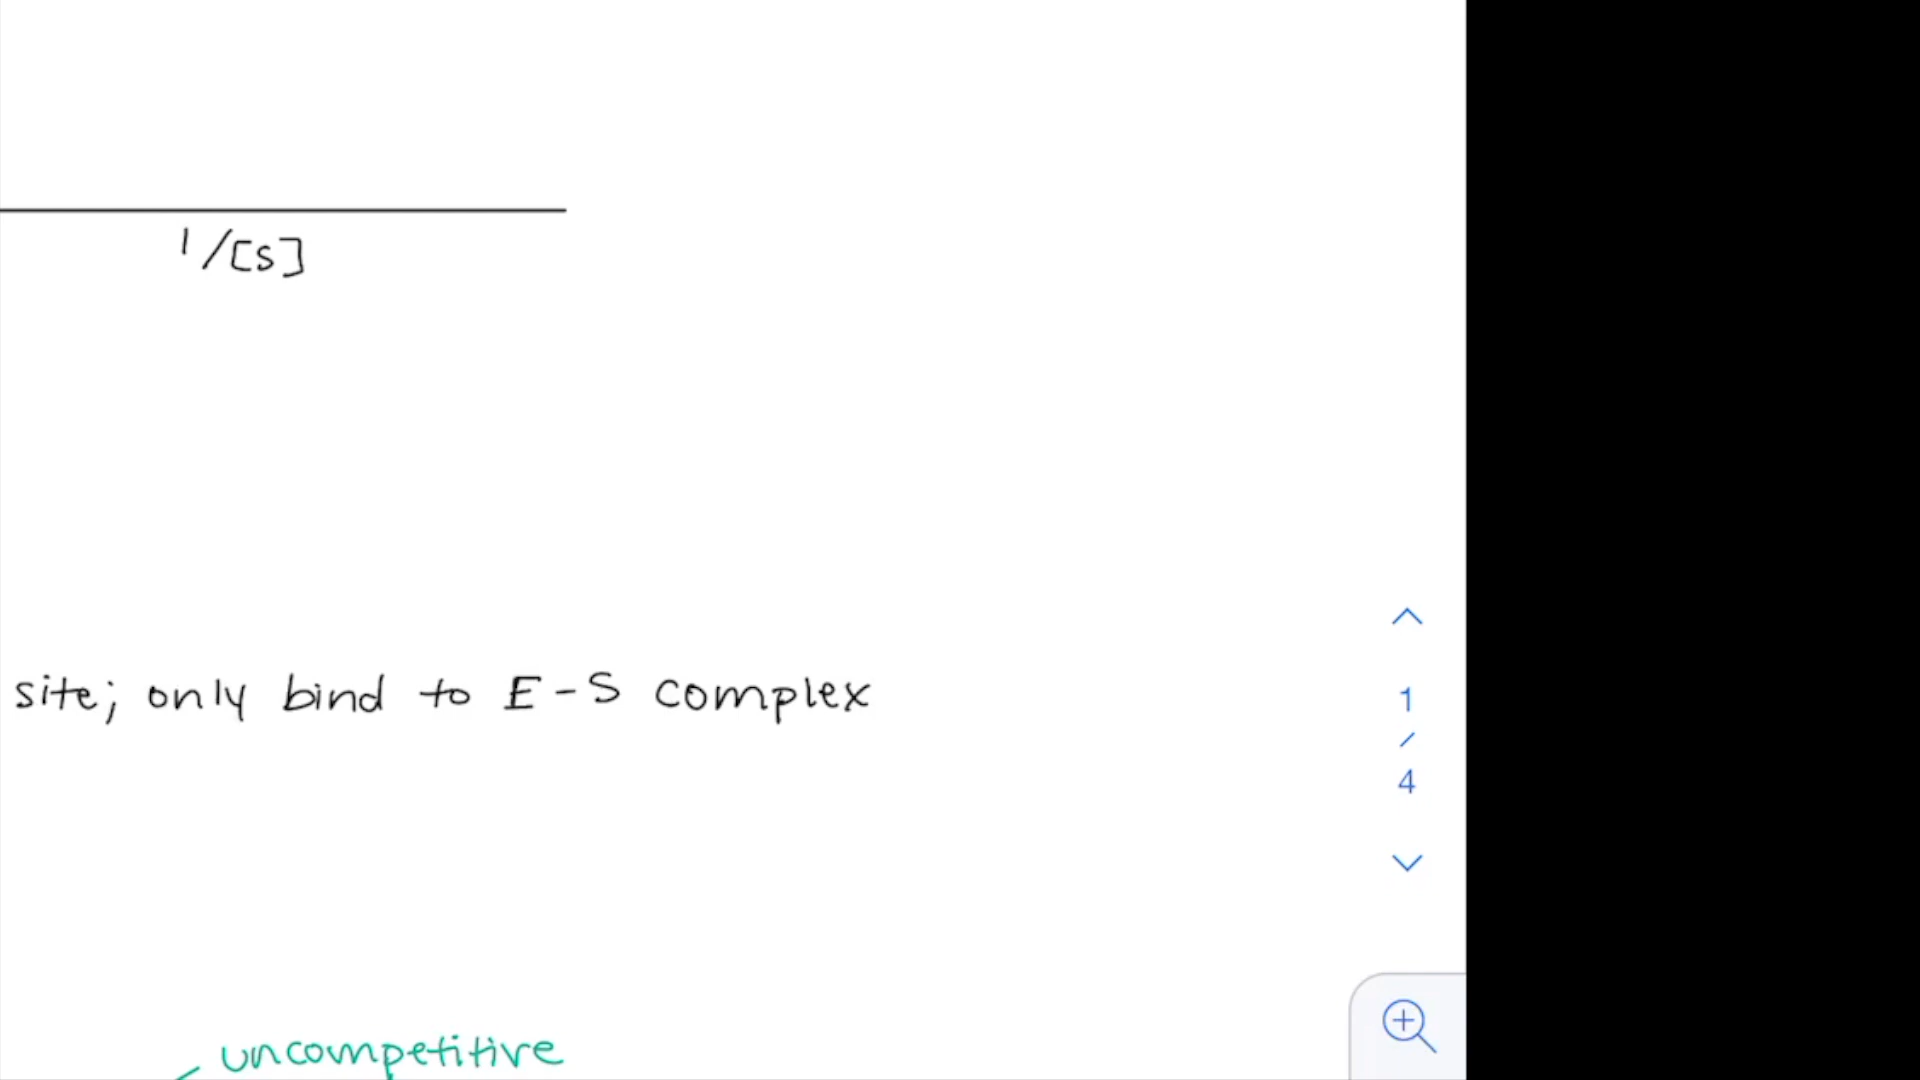 1/[S]
site; only bind to E-S complex
1
/
4
uncompetitive